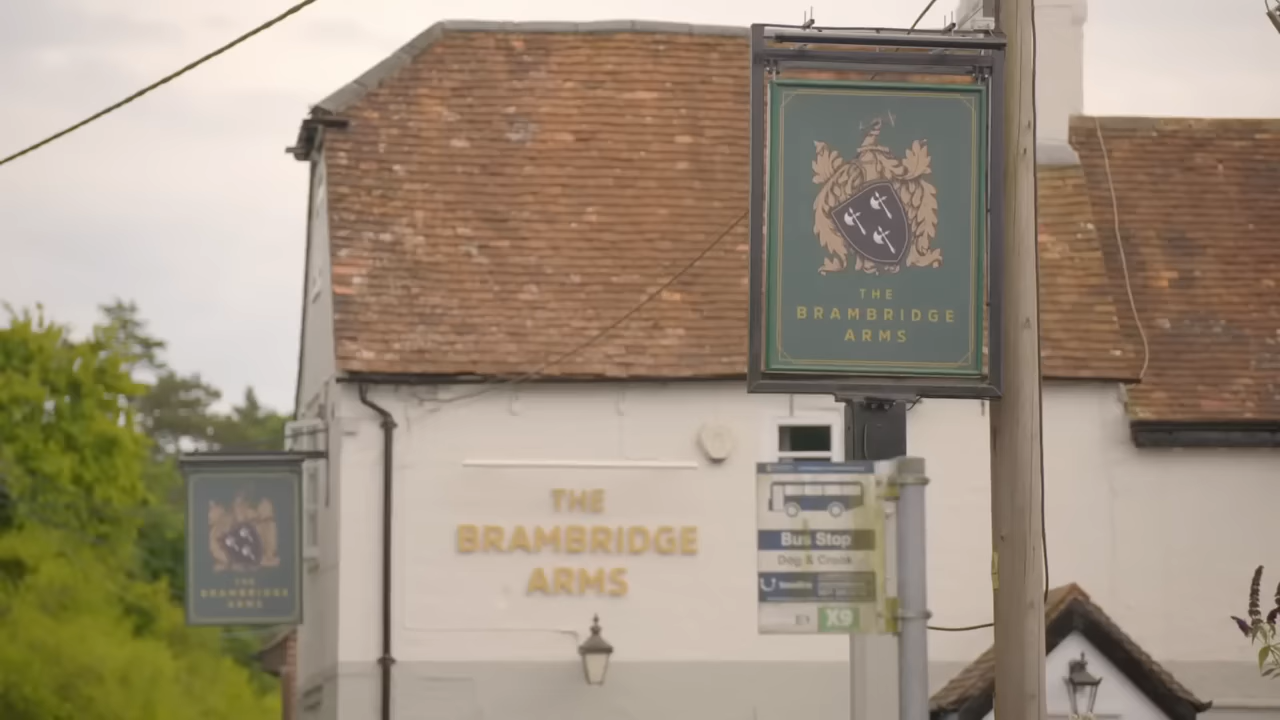 THE
BRAMBRIDGE
ARMS
THE
BRAMBRIDGE
ARMS
THE
BRAMBRIDGE
ARMS
Bus Stop
Dog & Crook
X9